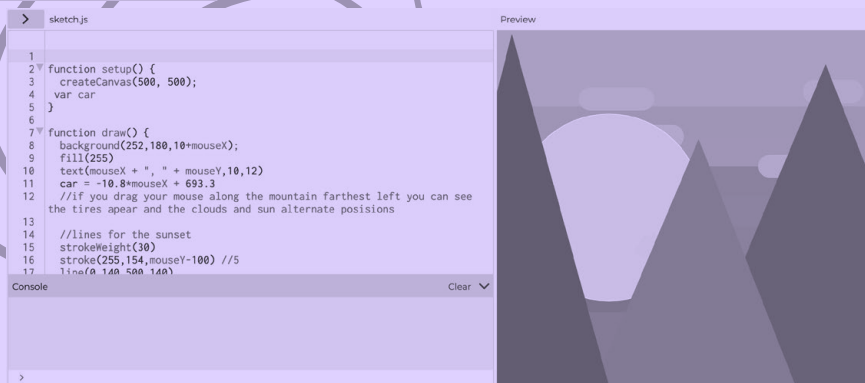 sketch.js
Preview
1
2 function setup() {
3 createCanvas(500, 500);
4 var car
5 }
6
7 function draw() {
8 background(252,180,10+mouseX);
9 fill(255)
10 text(mouseX + ", " + mouseY,10,12)
11 car = -10.8*mouseX + 693.3
12 //if you drag your mouse along the mountain farthest left you can see
the tires apear and the clouds and sun alternate posisions
13
14 //lines for the sunset
15 strokeWeight(30)
16 stroke(255,154,mouseY-100) //5
17 line(0,140,500,140)
Console
Clear